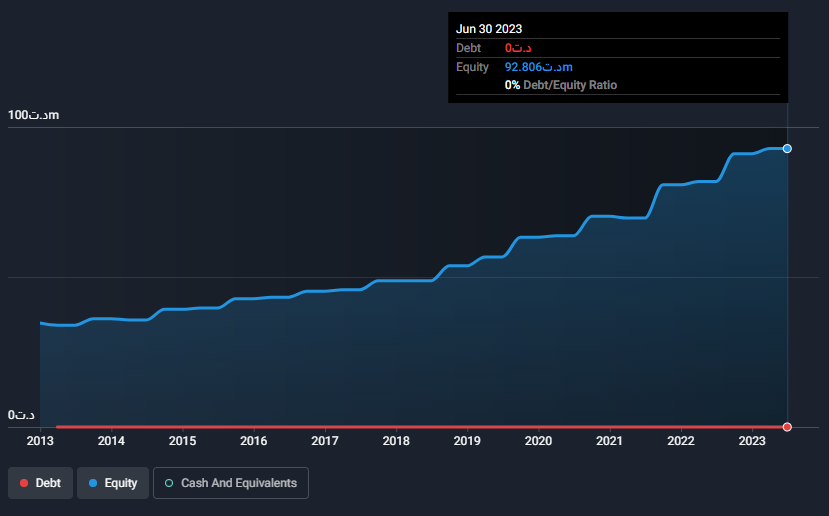 Jun 30 2023
Debt د.ت0
Equity د.ت92.806m
0% Debt/Equity Ratio
د.ت100m
د.ت0
2013 2014 2015 2016 2017 2018 2019 2020 2021 2022 2023
Debt Equity Cash And Equivalents